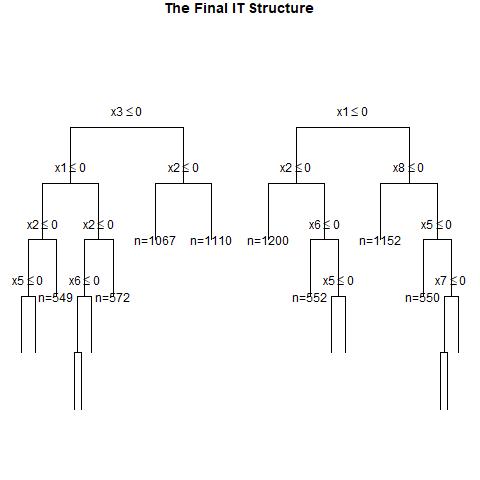 The Final IT Structure
x3 ≤ 0
x1 ≤ 0
x1 ≤ 0
x2 ≤ 0
x2 ≤ 0
x8 ≤ 0
x2 ≤ 0
x2 ≤ 0
n=1067
n=1110
n=1200
x6 ≤ 0
n=1152
x5 ≤ 0
x5 ≤ 0
n=549
x6 ≤ 0
n=572
n=552
x5 ≤ 0
n=550
x7 ≤ 0